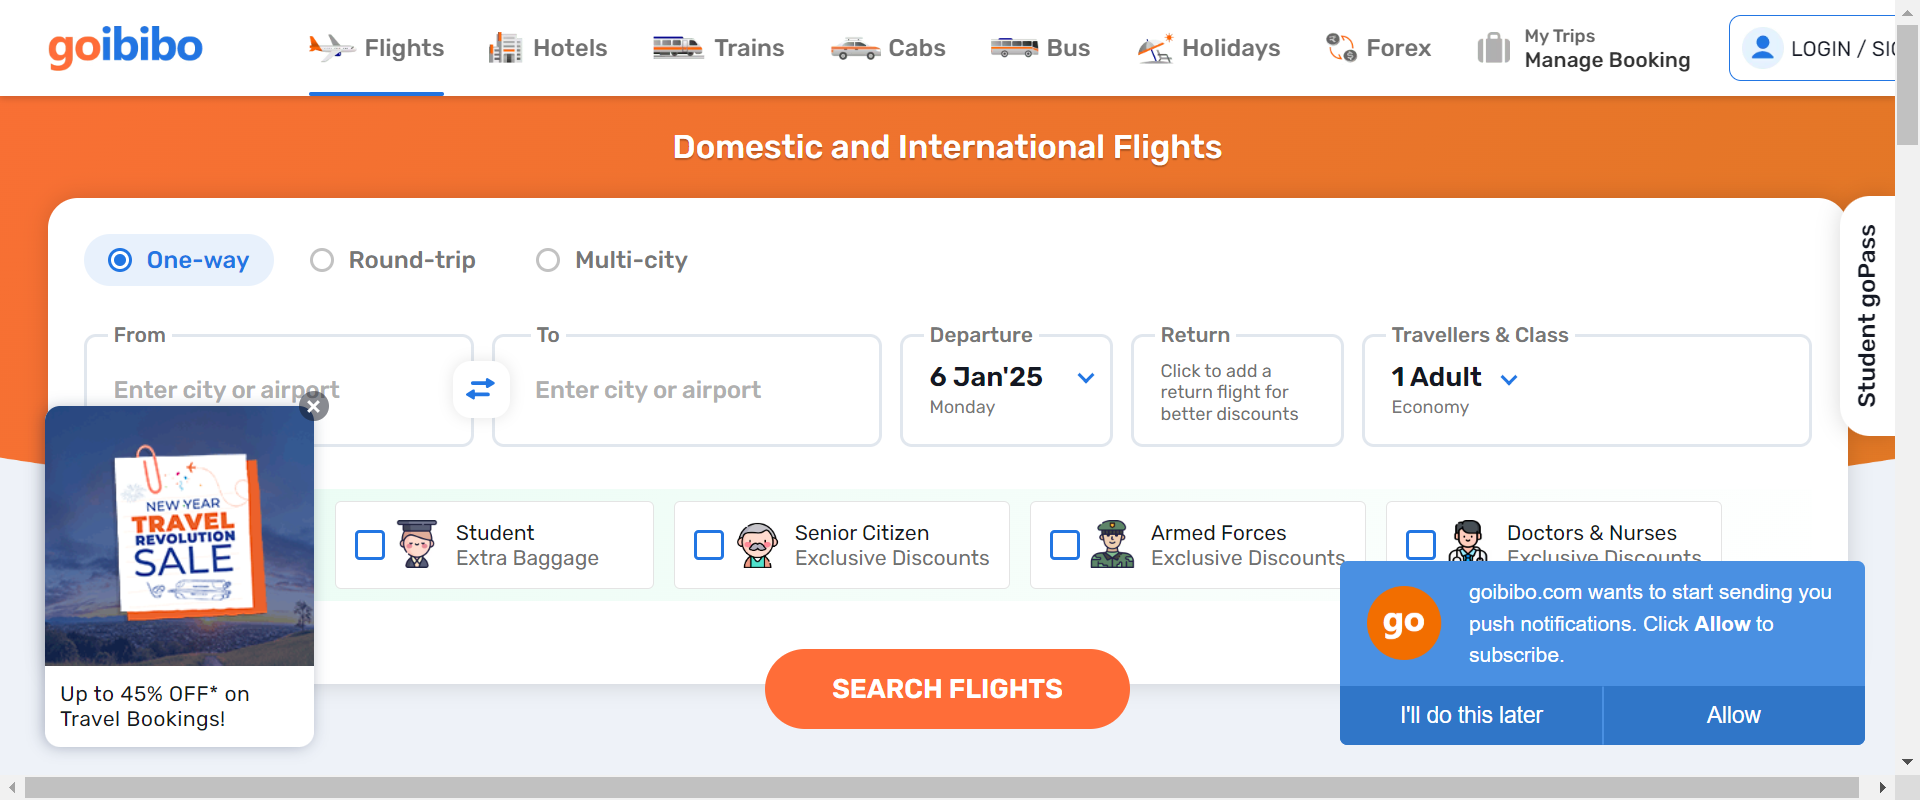 goibibo
Flights
Hotels
Trains
Cabs
Bus
Holidays
Forex
My Trips
Manage Booking
LOGIN / SIG
Domestic and International Flights
One-way
Round-trip
Multi-city
Student goPass
From
Enter city or airport
To
Enter city or airport
Departure
6 Jan'25
Monday
Return
Click to add a
return flight for
better discounts
Travellers & Class
1 Adult
Economy
NEW YEAR
TRAVEL
REVOLUTION
SALE
Up to 45% OFF* on
Travel Bookings!
Student
Extra Baggage
Senior Citizen
Exclusive Discounts
Armed Forces
Exclusive Discounts
Doctors & Nurses
Exclusive Discounts
SEARCH FLIGHTS
go
goibibo.com wants to start sending you
push notifications. Click Allow to
subscribe.
I'll do this later
Allow